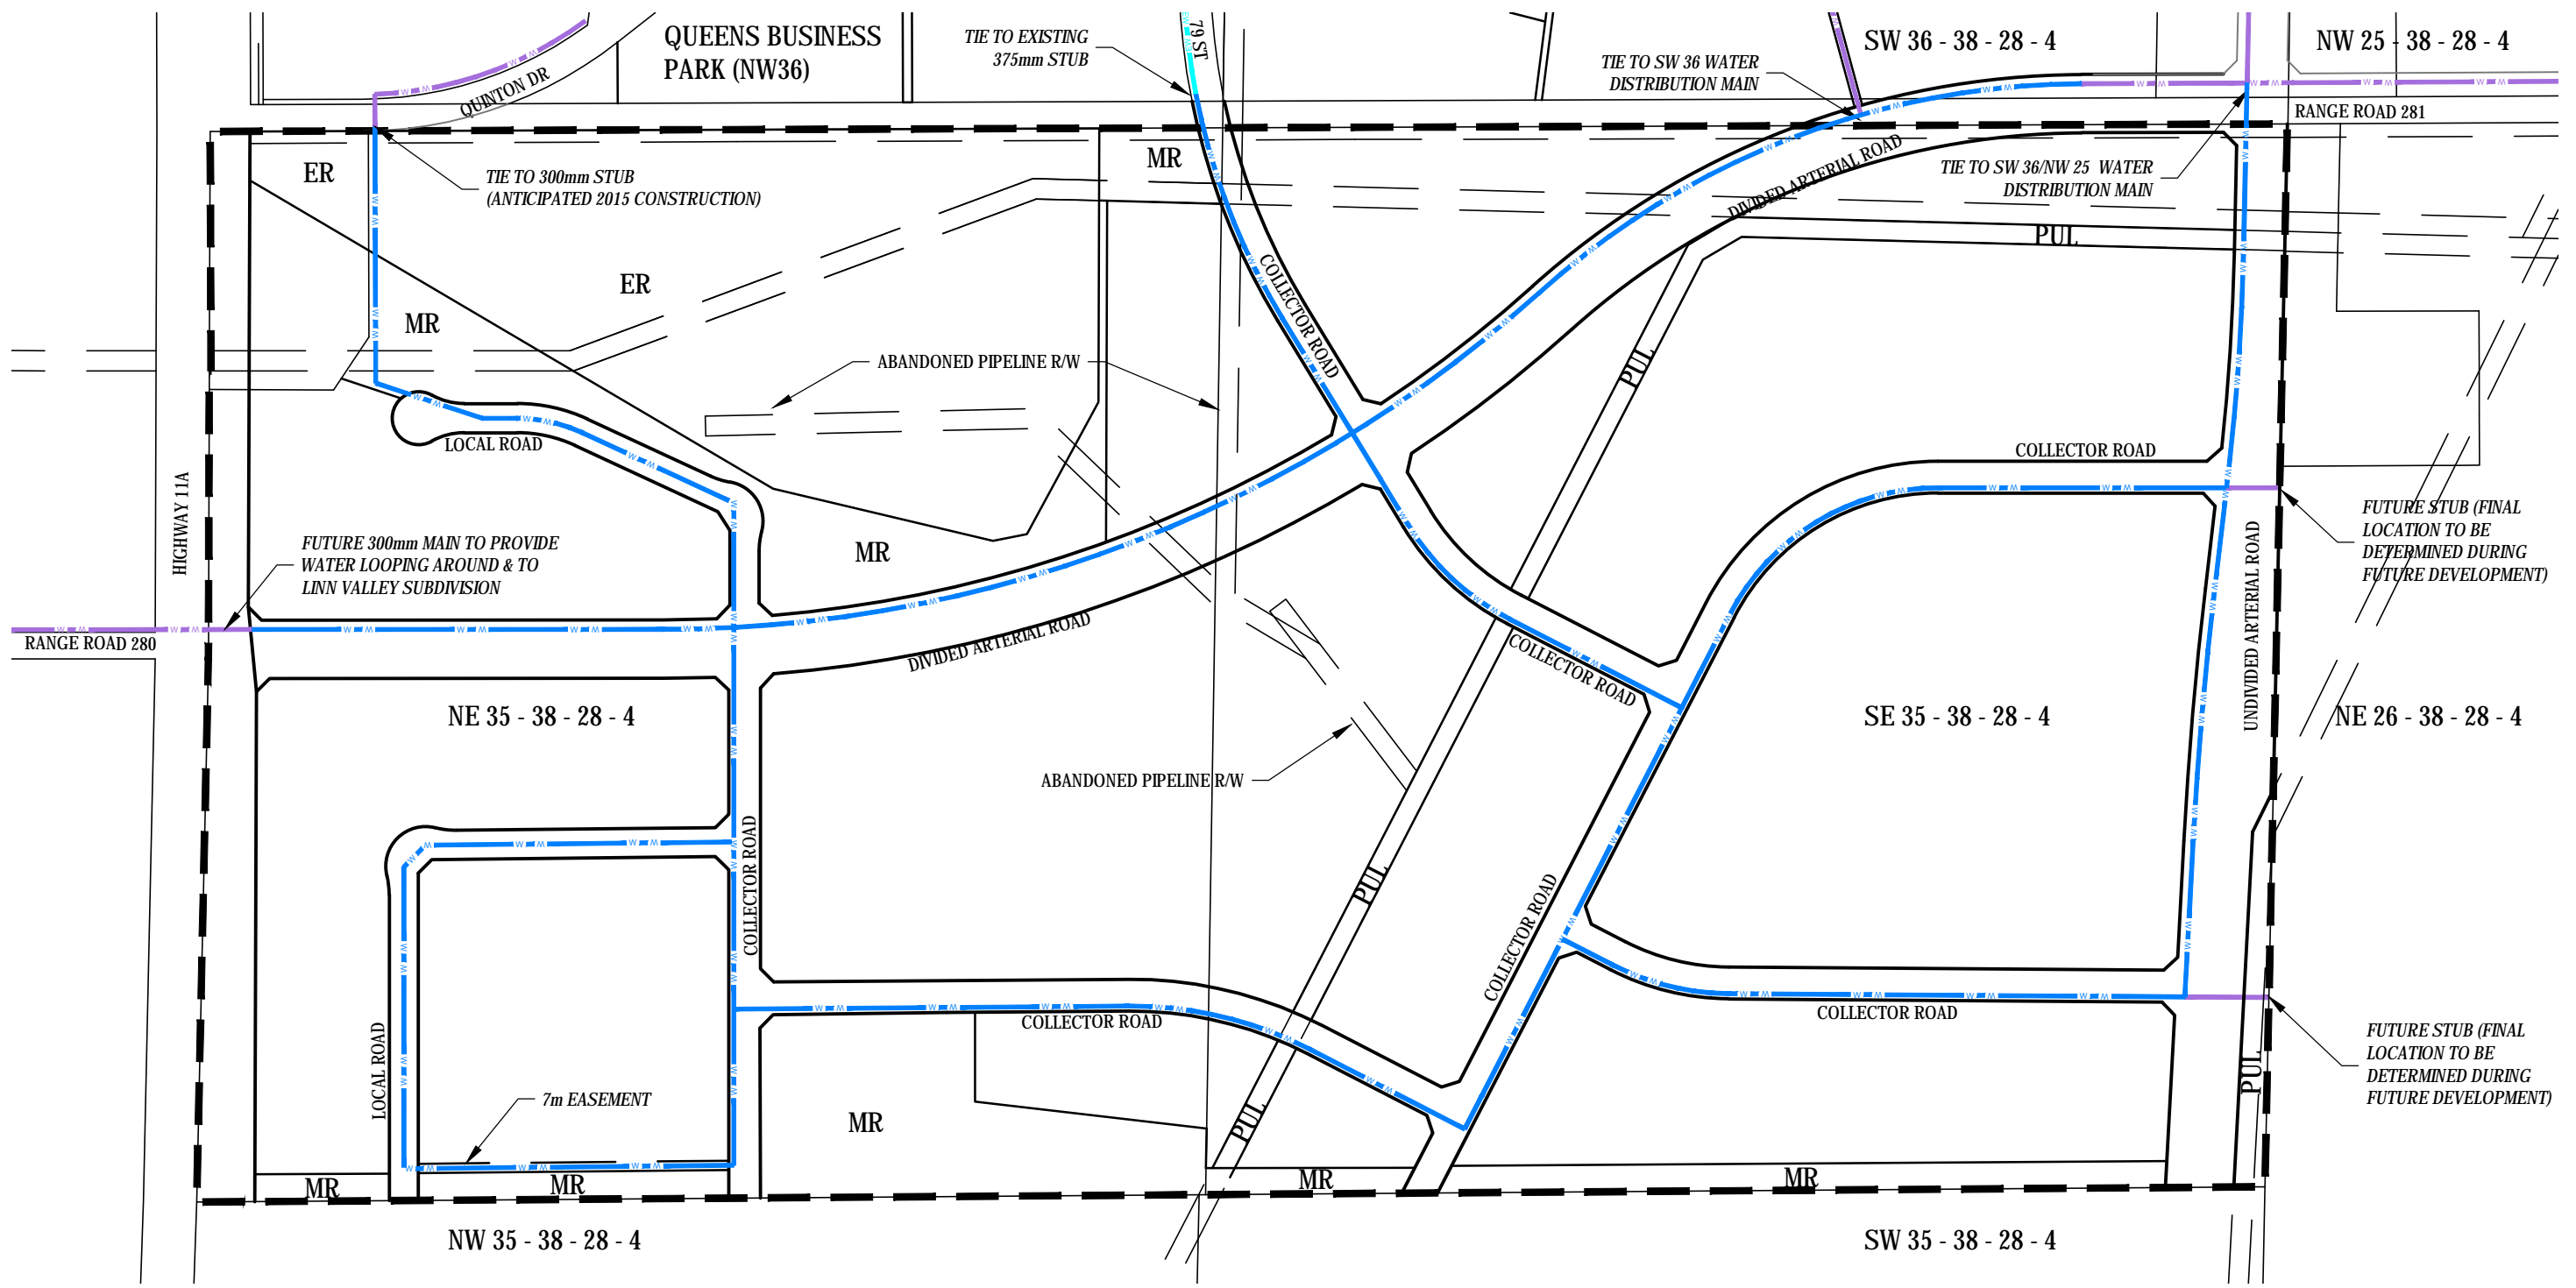 QUEENS BUSINESS
PARK (NW36)
TIE TO EXISTING
375mm STUB
79 ST
TIE TO SW 36 WATER
DISTRIBUTION MAIN
SW 36 - 38 - 28 - 4
NW 25 - 38 - 28 - 4
QUINTON DR
RANGE ROAD 281
ER
TIE TO 300mm STUB
(ANTICIPATED 2015 CONSTRUCTION)
MR
DIVIDED ARTERIAL ROAD
TIE TO SW 36/NW 25 WATER
DISTRIBUTION MAIN
PUL
ER
MR
COLLECTOR ROAD
ABANDONED PIPELINE R/W
PUL
LOCAL ROAD
COLLECTOR ROAD
HIGHWAY 11A
FUTURE 300mm MAIN TO PROVIDE
WATER LOOPING AROUND & TO
LINN VALLEY SUBDIVISION
MR
FUTURE STUB (FINAL
LOCATION TO BE
DETERMINED DURING
FUTURE DEVELOPMENT)
UNDIVIDED ARTERIAL ROAD
RANGE ROAD 280
DIVIDED ARTERIAL ROAD
COLLECTOR ROAD
NE 35 - 38 - 28 - 4
SE 35 - 38 - 28 - 4
NE 26 - 38 - 28 - 4
ABANDONED PIPELINE R/W
COLLECTOR ROAD
PUL
COLLECTOR ROAD
COLLECTOR ROAD
COLLECTOR ROAD
LOCAL ROAD
7m EASEMENT
MR
PUL
PUL
FUTURE STUB (FINAL
LOCATION TO BE
DETERMINED DURING
FUTURE DEVELOPMENT)
MR
MR
MR
MR
NW 35 - 38 - 28 - 4
SW 35 - 38 - 28 - 4